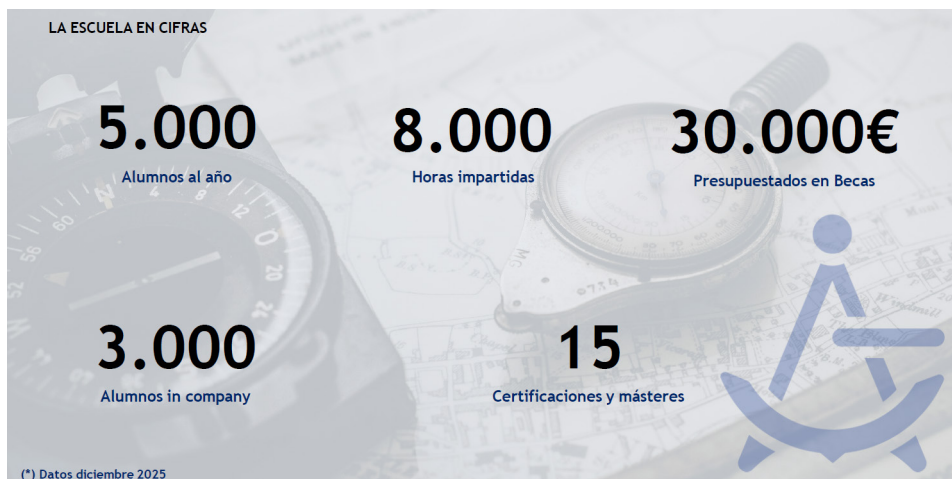 LA ESCUELA EN CIFRAS
5.000
Alumnos al año
8.000
Horas impartidas
30.000€
Presupuestados en Becas
3.000
Alumnos in company
15
Certificaciones y másteres
(*) Datos diciembre 2025